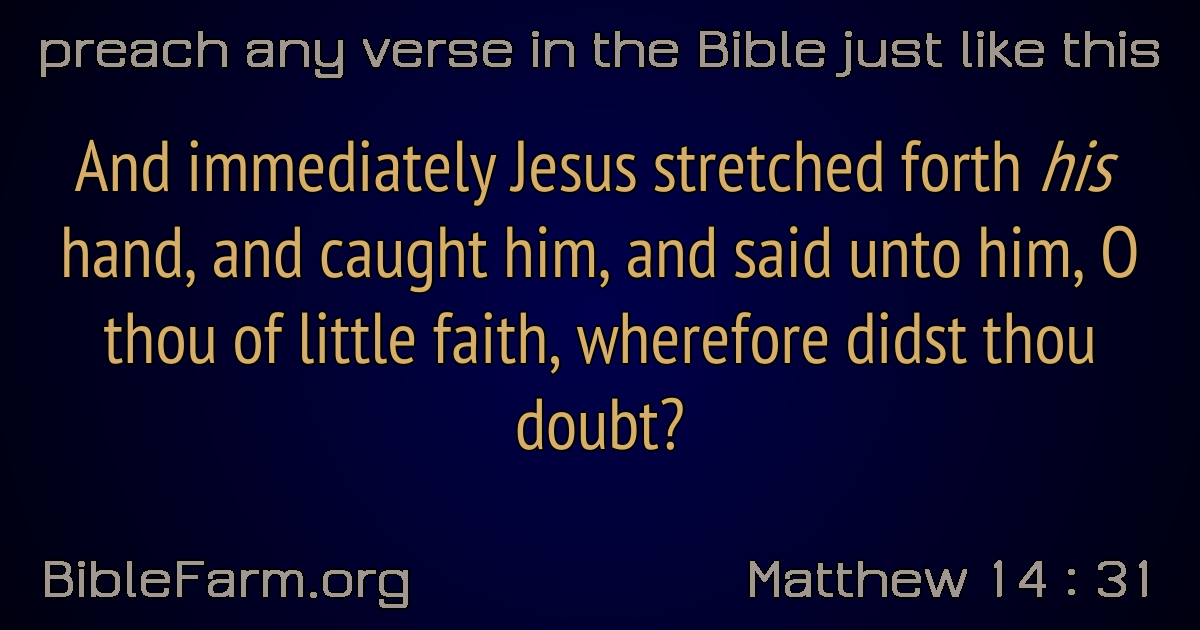 preach any verse in the Bible just like this
And immediately Jesus stretched forth his
hand, and caught him, and said unto him, O
thou of little faith, wherefore didst thou
doubt?
BibleFarm.org
Matthew 14 : 31